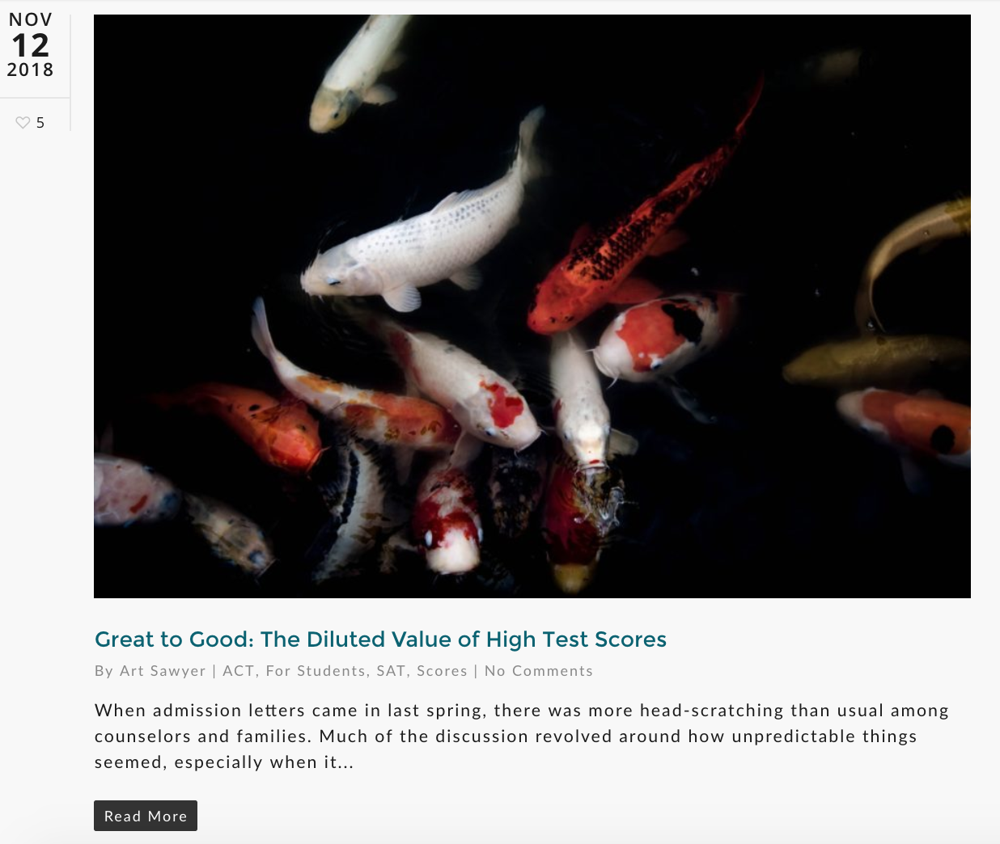 NOV
12
2018
5
Great to Good: The Diluted Value of High Test Scores
By Art Sawyer | ACT, For Students, SAT, Scores | No Comments
When admission letters came in last spring, there was more head-scratching than usual among
counselors and families. Much of the discussion revolved around how unpredictable things
seemed, especially when it...
Read More